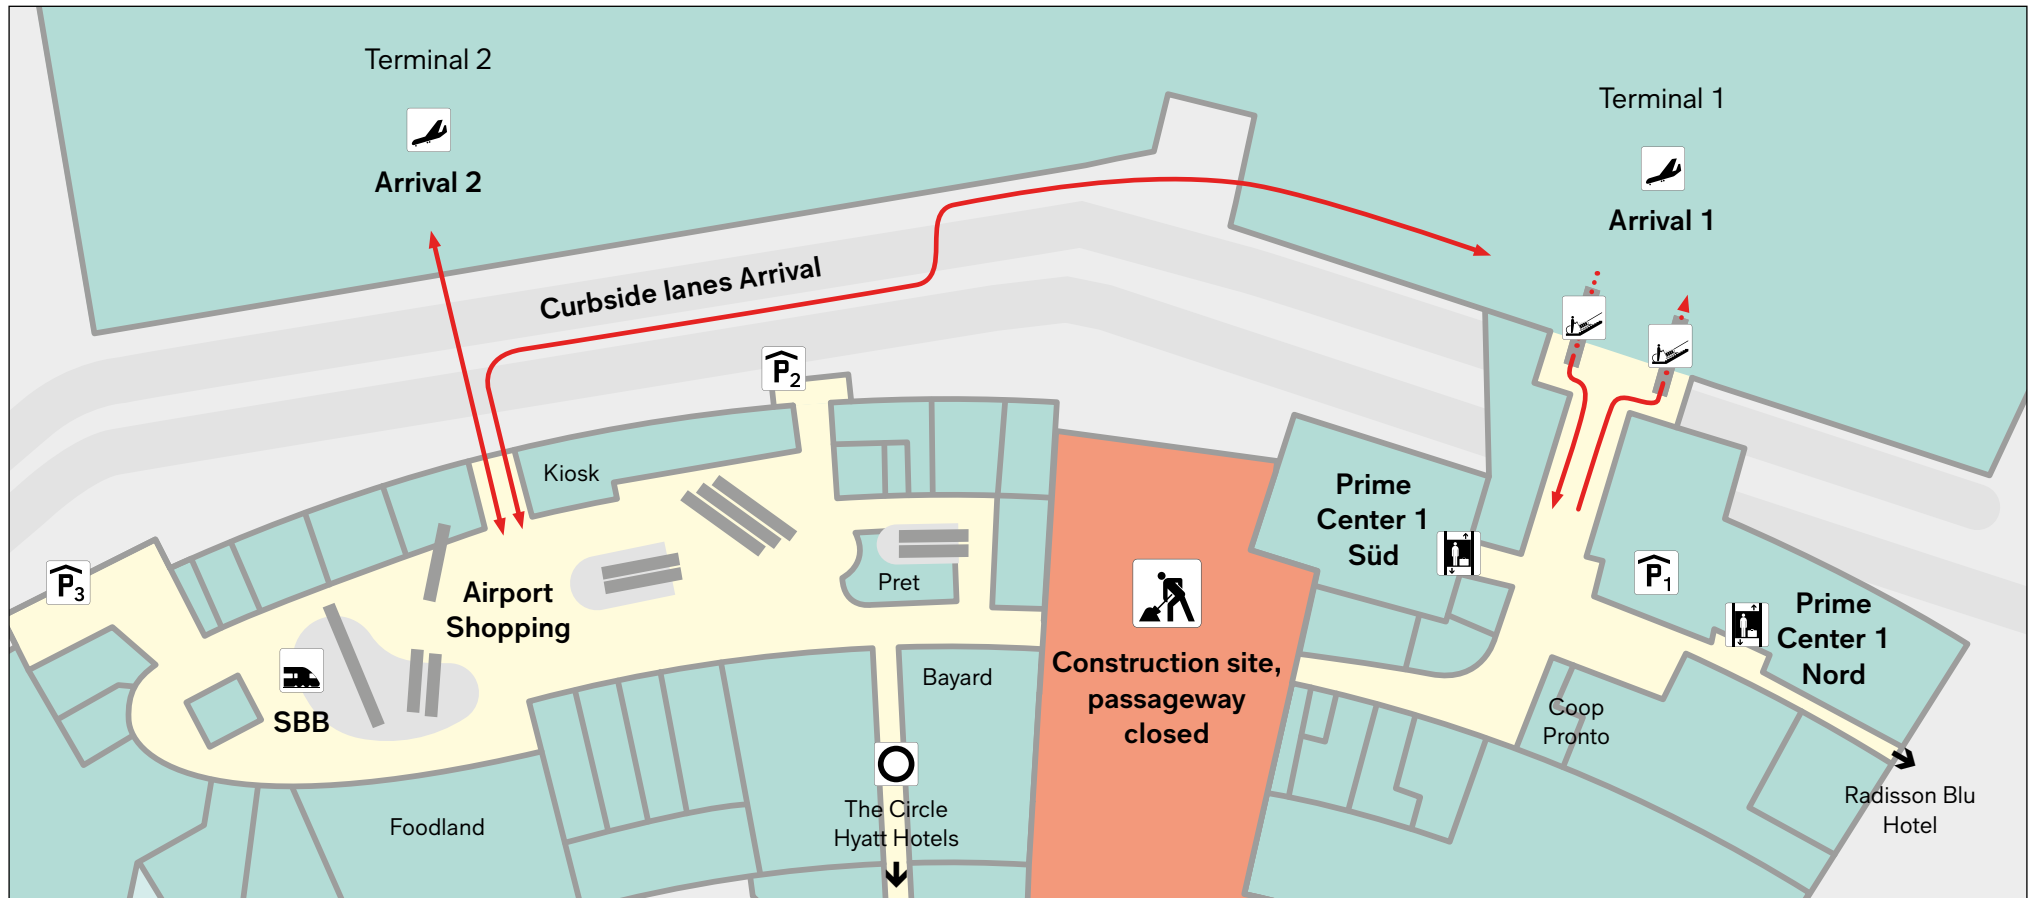 Terminal 2
Arrival 2
Terminal 1
Arrival 1
Curbside lanes Arrival
P2
Kiosk
P3
Airport
Shopping
Pret
SBB
Foodland
Bayard
The Circle
Hyatt Hotels
Construction site,
passageway
closed
Prime
Center 1
Süd
P1
Prime
Center 1
Nord
Coop
Pronto
Radisson Blu
Hotel